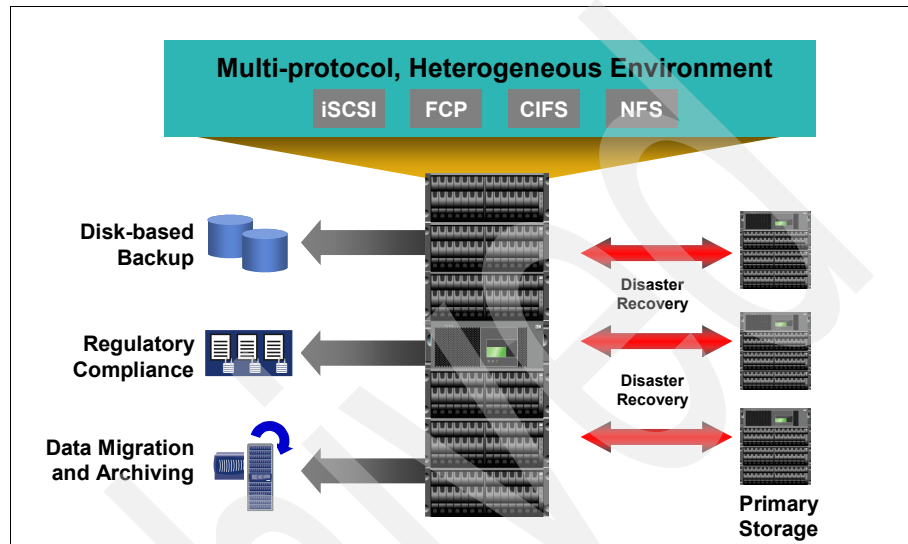 Multi-protocol, Heterogeneous Environment
iSCSI FCP CIFS NFS
Disk-based
Backup
Disaster
Recovery
Regulatory
Compliance
Disaster
Recovery
Data Migration
and Archiving
Primary
Storage